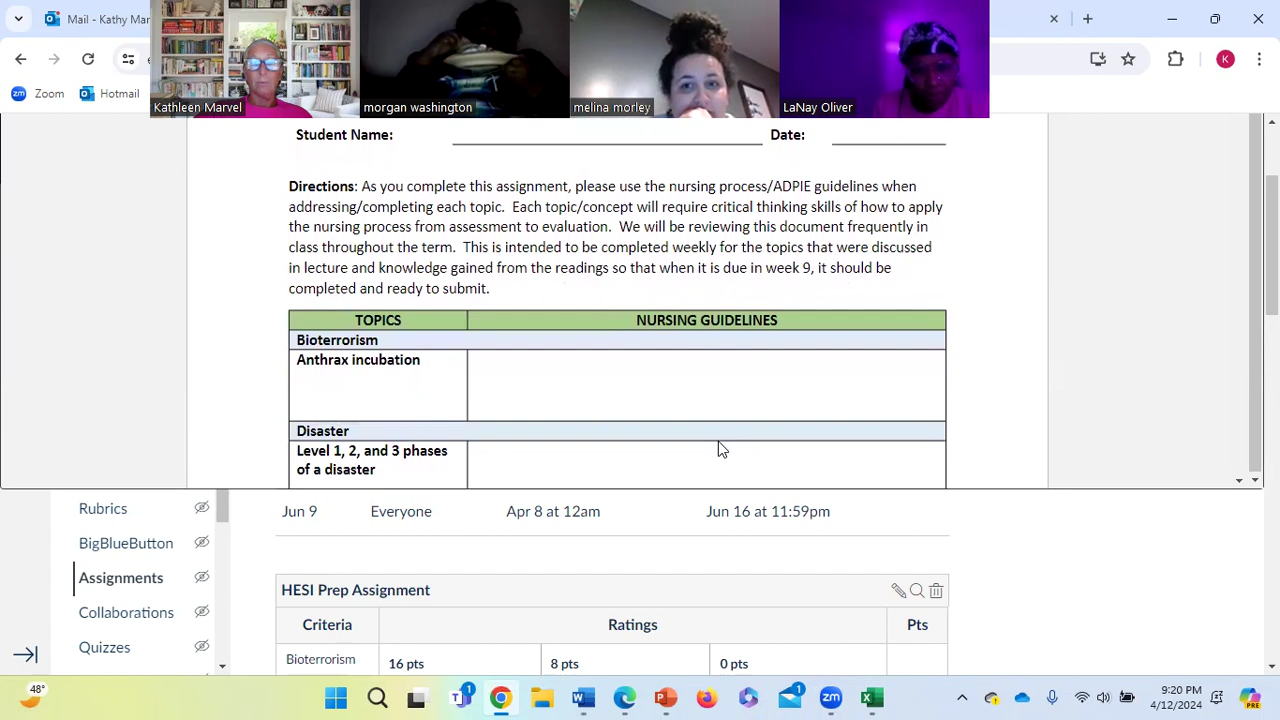 Mail - Kathy Mar
K
Zoom
Hotmail
Kathleen Marvel
morgan washington
melina morley
LaNay Oliver
Student Name:
Date:
Directions: As you complete this assignment, please use the nursing process/ADPIE guidelines when
addressing/completing each topic. Each topic/concept will require critical thinking skills of how to apply
the nursing process from assessment to evaluation. We will be reviewing this document frequently in
class throughout the term. This is intended to be completed weekly for the topics that were discussed
in lecture and knowledge gained from the readings so that when it is due in week 9, it should be
completed and ready to submit.
TOPICS NURSING GUIDELINES
Bioterrorism
Anthrax incubation
Disaster
Level 1, 2, and 3 phases
of a disaster
Rubrics
BigBlueButton
Assignments
Collaborations
Quizzes
Jun 9 Everyone Apr 8 at 12am Jun 16 at 11:59pm
HESI Prep Assignment
Criteria Ratings Pts
Bioterrorism 16 pts 8 pts 0 pts
48°
9:20 PM
4/12/2024